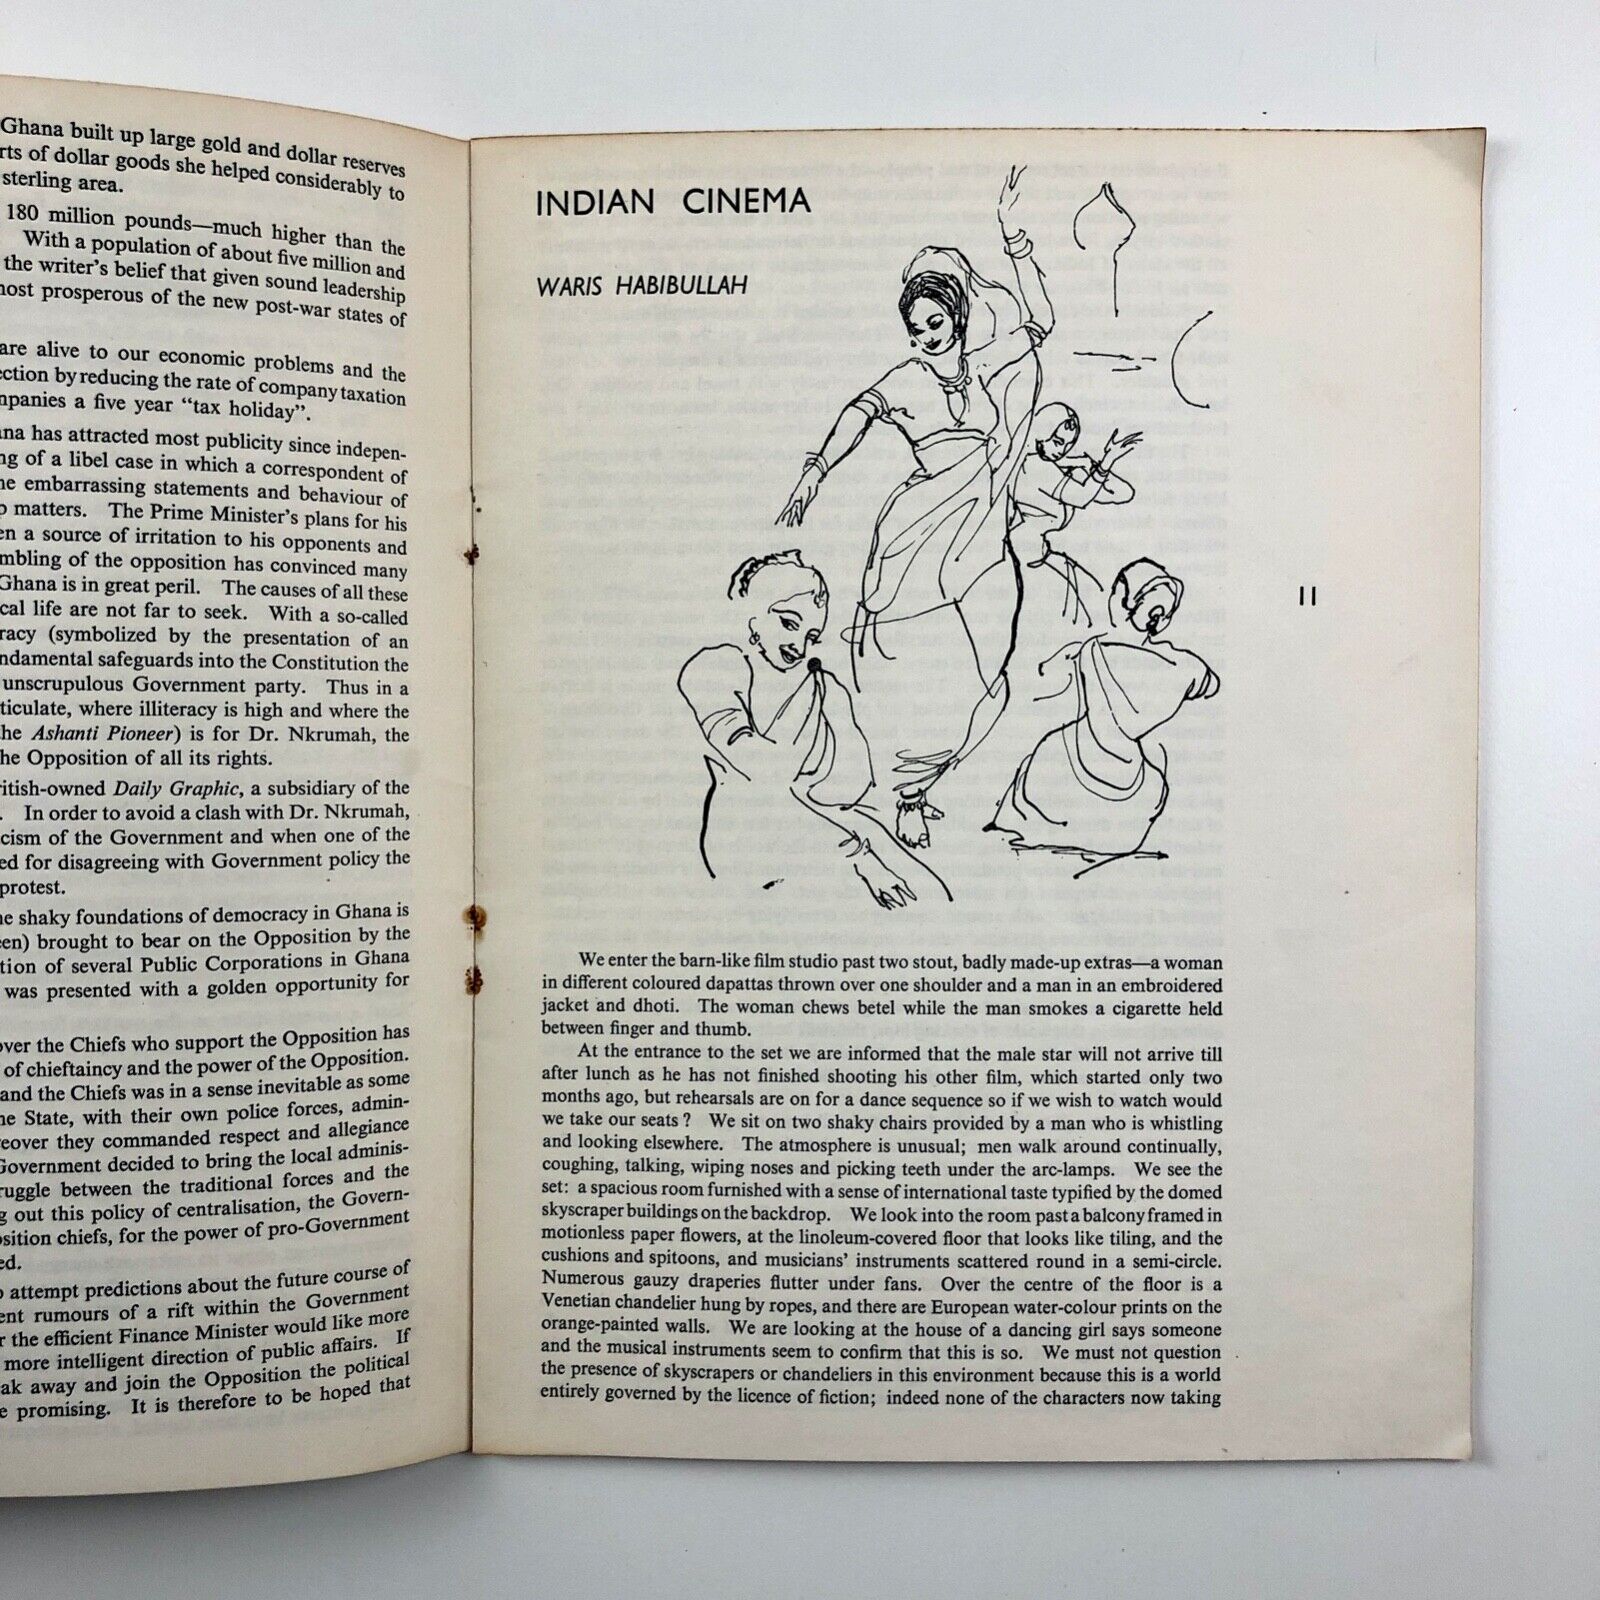 Ghana built up large gold and dollar reserves
rts of dollar goods she helped considerably to
sterling area.
180 million pounds—much higher than the
With a population of about five million and
the writer's belief that given sound leadership
most prosperous of the new post-war states of
are alive to our economic problems and the
ection by reducing the rate of company taxation
mpanies a five year "tax holiday".
ana has attracted most publicity since indepen-
ng of a libel case in which a correspondent of
he embarrassing statements and behaviour of
p matters. The Prime Minister's plans for his
en a source of irritation to his opponents and
mbling of the opposition has convinced many
Ghana is in great peril. The causes of all these
cal life are not far to seek. With a so-called
racy (symbolized by the presentation of an
ndamental safeguards into the Constitution the
unscrupulous Government party. Thus in a
ticulate, where illiteracy is high and where the
the Ashanti Pioneer) is for Dr. Nkrumah, the
he Opposition of all its rights.
ritish-owned Daily Graphic, a subsidiary of the
. In order to avoid a clash with Dr. Nkrumah,
cism of the Government and when one of the
ed for disagreeing with Government policy the
protest.
he shaky foundations of democracy in Ghana is
een) brought to bear on the Opposition by the
tion of several Public Corporations in Ghana
was presented with a golden opportunity for
over the Chiefs who support the Opposition has
of chieftaincy and the power of the Opposition.
and the Chiefs was in a sense inevitable as some
he State, with their own police forces, admin-
reover they commanded respect and allegiance
Government decided to bring the local adminis-
ruggle between the traditional forces and the
g out this policy of centralisation, the Govern-
osition chiefs, for the power of pro-Government
ed.
o attempt predictions about the future course of
ent rumours of a rift within the Government
r the efficient Finance Minister would like more
more intelligent direction of public affairs. If
ak away and join the Opposition the political
e promising. It is therefore to be hoped that
INDIAN CINEMA
WARIS HABIBULLAH
11
We enter the barn-like film studio past two stout, badly made-up extras—a woman
in different coloured dapattas thrown over one shoulder and a man in an embroidered
jacket and dhoti. The woman chews betel while the man smokes a cigarette held
between finger and thumb.
At the entrance to the set we are informed that the male star will not arrive till
after lunch as he has not finished shooting his other film, which started only two
months ago, but rehearsals are on for a dance sequence so if we wish to watch would
we take our seats? We sit on two shaky chairs provided by a man who is whistling
and looking elsewhere. The atmosphere is unusual; men walk around continually,
coughing, talking, wiping noses and picking teeth under the arc-lamps. We see the
set: a spacious room furnished with a sense of international taste typified by the domed
skyscraper buildings on the backdrop. We look into the room past a balcony framed in
motionless paper flowers, at the linoleum-covered floor that looks like tiling, and the
cushions and spitoons, and musicians' instruments scattered round in a semi-circle.
Numerous gauzy draperies flutter under fans. Over the centre of the floor is a
Venetian chandelier hung by ropes, and there are European water-colour prints on the
orange-painted walls. We are looking at the house of a dancing girl says someone
and the musical instruments seem to confirm that this is so. We must not question
the presence of skyscrapers or chandeliers in this environment because this is a world
entirely governed by the licence of fiction; indeed none of the characters now taking